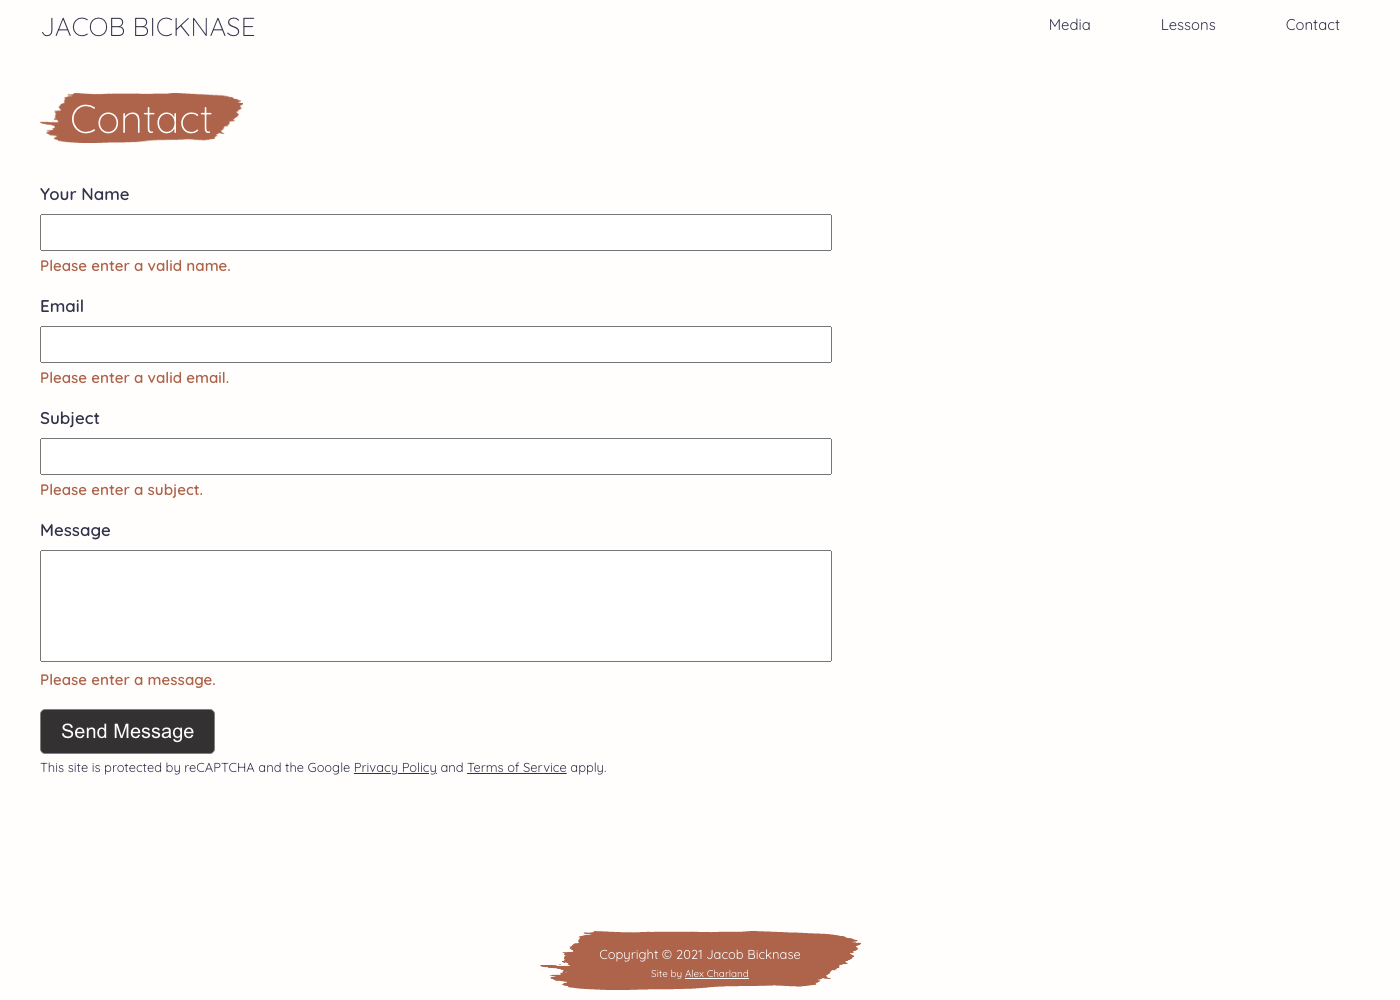 JACOB BICKNASE
Media Lessons Contact
Contact
Your Name
Please enter a valid name.
Email
Please enter a valid email.
Subject
Please enter a subject.
Message
Please enter a message.
Send Message
This site is protected by reCAPTCHA and the Google Privacy Policy and Terms of Service apply.
Copyright © 2021 Jacob Bicknase
Site by Alex Charland